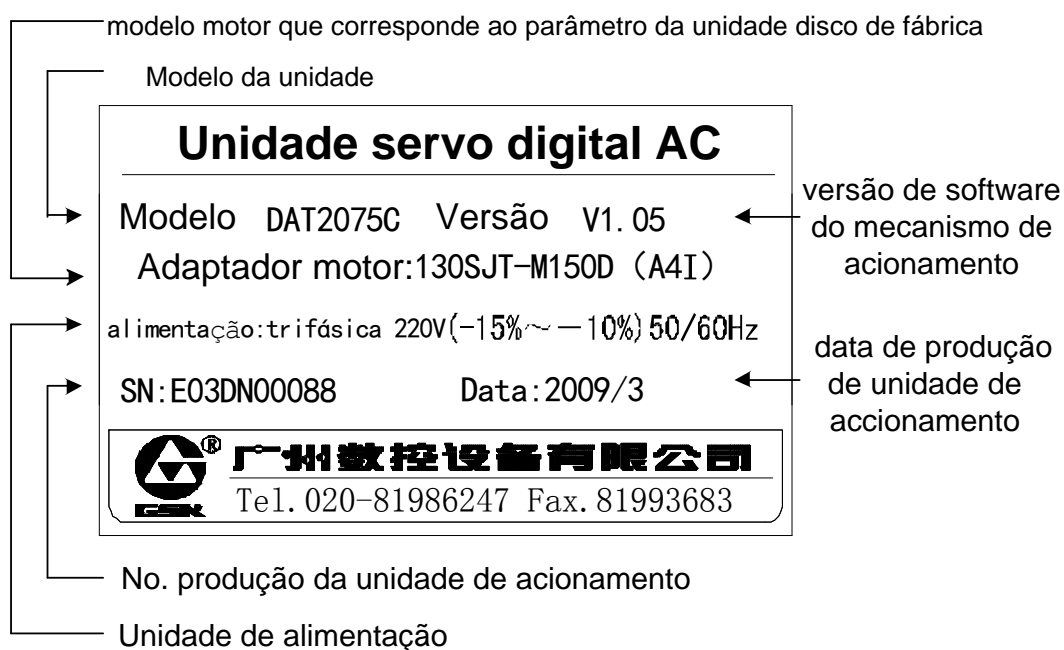 modelo motor que corresponde ao parâmetro da unidade disco de fábrica
Modelo da unidade
Unidade servo digital AC
Modelo DAT2075C Versão V1.05
Adaptador motor:130SJT-M150D (A4I)
alimentação:trifásica 220V(-15%～－10%)50/60Hz
SN:E03DN00088 Data:2009/3
versão de software
do mecanismo de
acionamento
data de produção
de unidade de
accionamento
GSK ® 广州数控设备有限公司
Tel.020-81986247 Fax.81993683
No. produção da unidade de acionamento
Unidade de alimentação